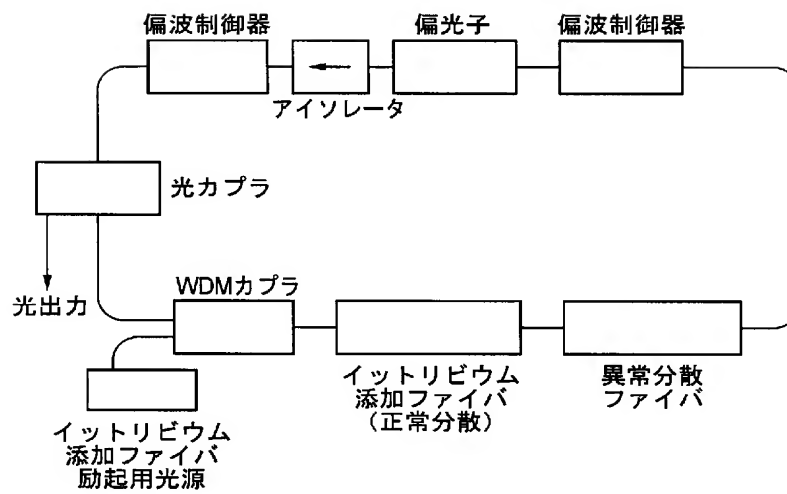 偏波制御器
偏光子
偏波制御器
アイソレータ
光カプラ
光出力
WDMカプラ
イットリビウム
添加ファイバ
(正常分散)
異常分散
ファイバ
イットリビウム
添加ファイバ
励起用光源